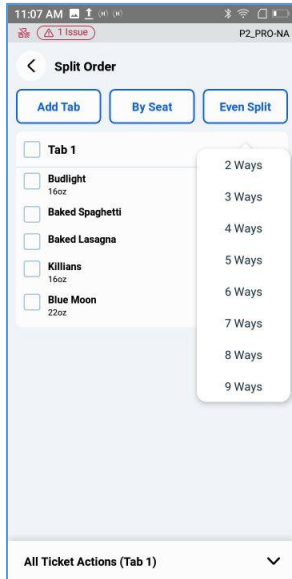 11:07 AM
1 Issue
P2_PRO-NA
Split Order
Add Tab
By Seat
Even Split
Tab 1
Budlight
16oz
Baked Spaghetti
Baked Lasagna
Killians
16oz
Blue Moon
22oz
2 Ways
3 Ways
4 Ways
5 Ways
6 Ways
7 Ways
8 Ways
9 Ways
All Ticket Actions (Tab 1)